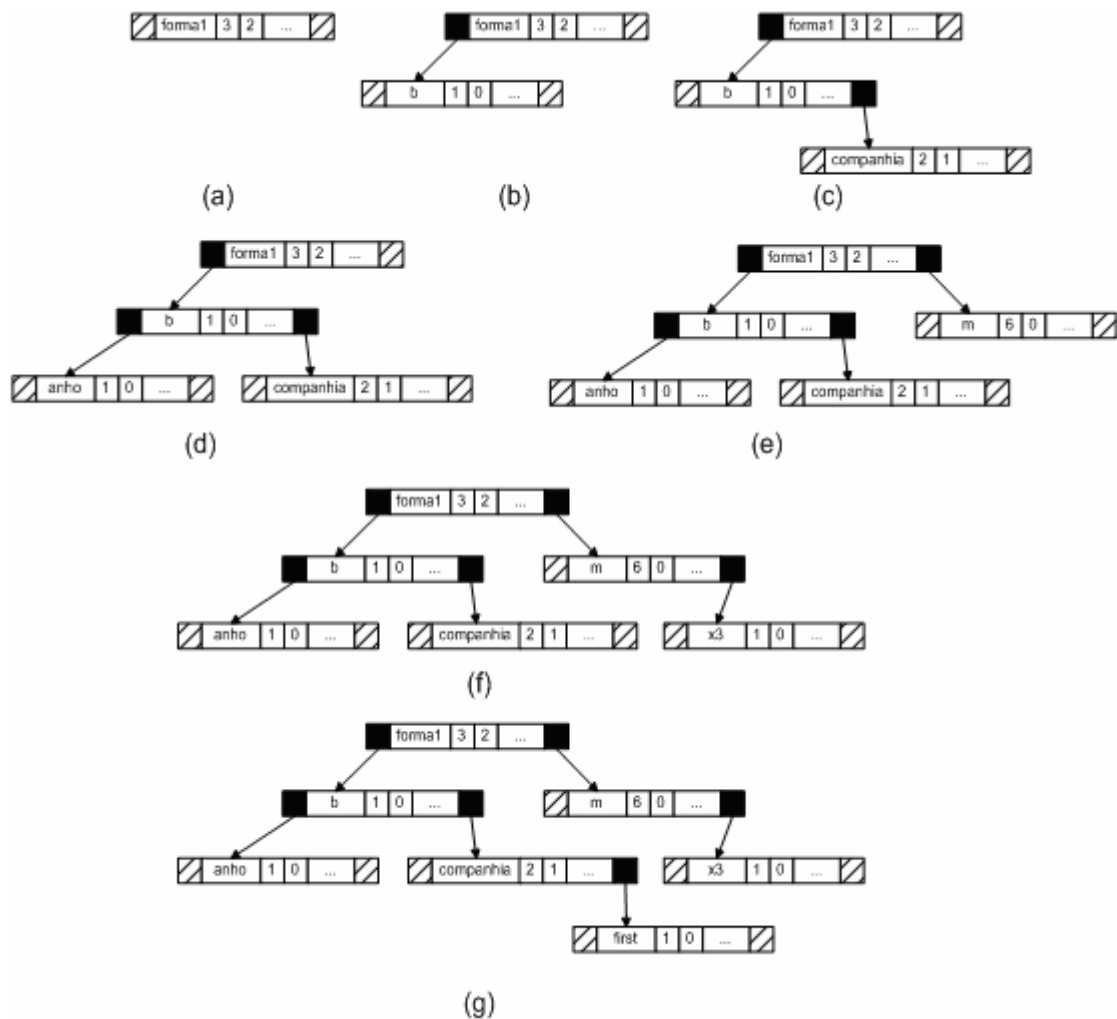 forma1 3 2 ...
forma1 3 2 ...
forma1 3 2 ...
b 1 0 ...
b 1 0 ...
companhia 2 1 ...
(a)
(b)
(c)
forma1 3 2 ...
forma1 3 2 ...
b 1 0 ...
b 1 0 ...
m 6 0 ...
anho 1 0 ...
companhia 2 1 ...
anho 1 0 ...
companhia 2 1 ...
(d)
(e)
forma1 3 2 ...
b 1 0 ...
m 6 0 ...
anho 1 0 ...
companhia 2 1 ...
x3 1 0 ...
(f)
forma1 3 2 ...
b 1 0 ...
m 6 0 ...
anho 1 0 ...
companhia 2 1 ...
x3 1 0 ...
first 1 0 ...
(g)